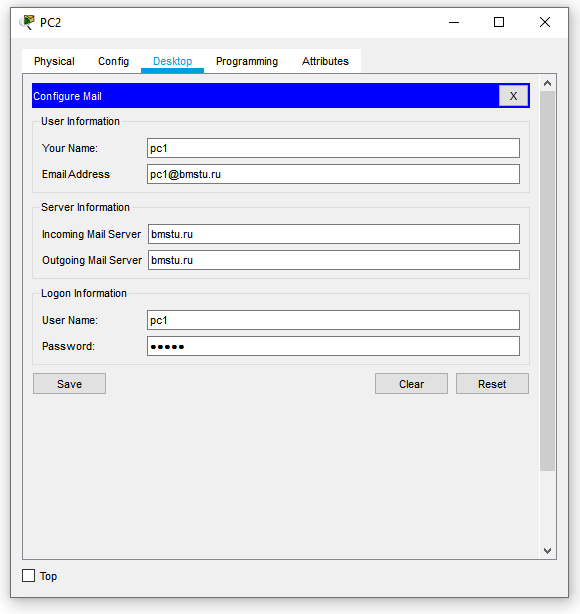 PC2
Physical Config Desktop Programming Attributes
Configure Mail X
User Information
Your Name: pc1
Email Address pc1@bmstu.ru
Server Information
Incoming Mail Server bmstu.ru
Outgoing Mail Server bmstu.ru
Logon Information
User Name: pc1
Password: •••••
Save Clear Reset
Top